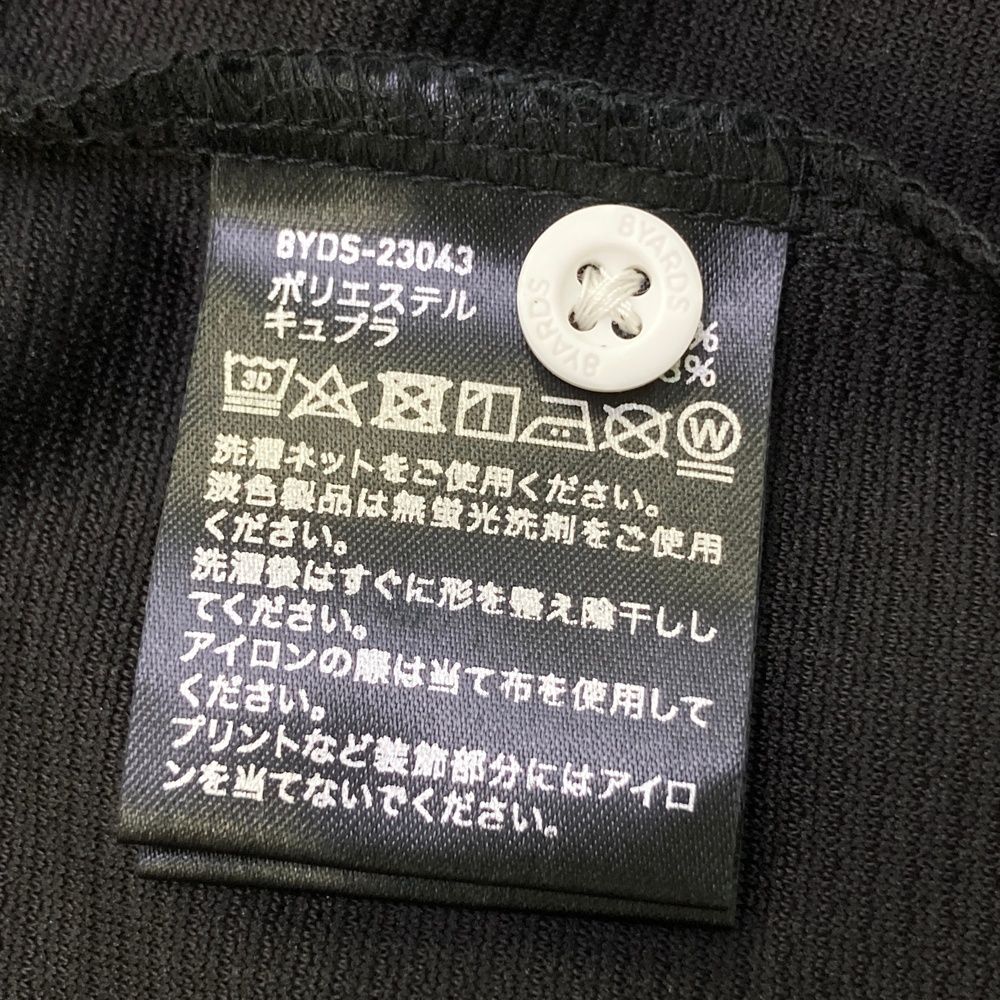 8YDS-23043
8YARDS
8YARDS
ポリエステル
%
キュプラ
3%
30
W
洗濯ネットをご使用ください。
淡色製品は無蛍光洗剤をご使用
ください。
洗濯後はすぐに形を整え陰干しし
てください。
アイロンの際は当て布を使用して
ください。
プリントなど装飾部分にはアイロ
ンを当てないでください。